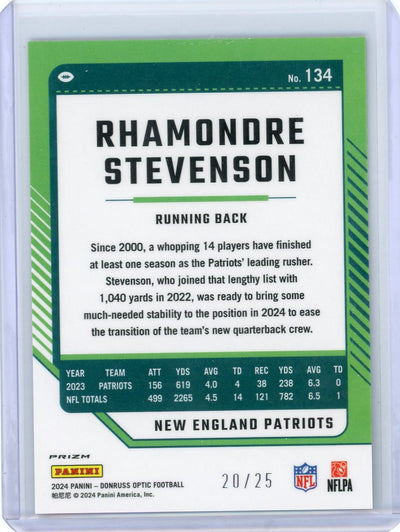 No. 134
RHAMONDRE
STEVENSON
RUNNING BACK
Since 2000, a whopping 14 players have finished
at least one season as the Patriots' leading rusher.
Stevenson, who joined that lengthy list with
1,040 yards in 2022, was ready to bring some
much-needed stability to the position in 2024 to ease
the transition of the team's new quarterback crew.
YEAR TEAM ATT YDS AVG TD REC YDS AVG TD
2023 PATRIOTS 156 619 4.0 4 38 238 6.3 0
NFL TOTALS 499 2265 4.5 14 121 782 6.5 1
NEW ENGLAND PATRIOTS
PRIZM
PANINI
2024 PANINI – DONRUSS OPTIC FOOTBALL
帕尼尼 © 2024 Panini America, Inc.
20/25
NFL
NFLPA